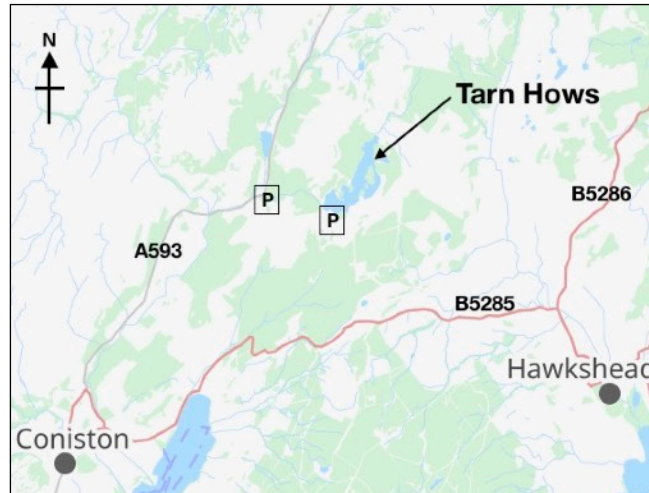 N
Tarn Hows
P
P
B5286
A593
B5285
Hawkshead
Coniston